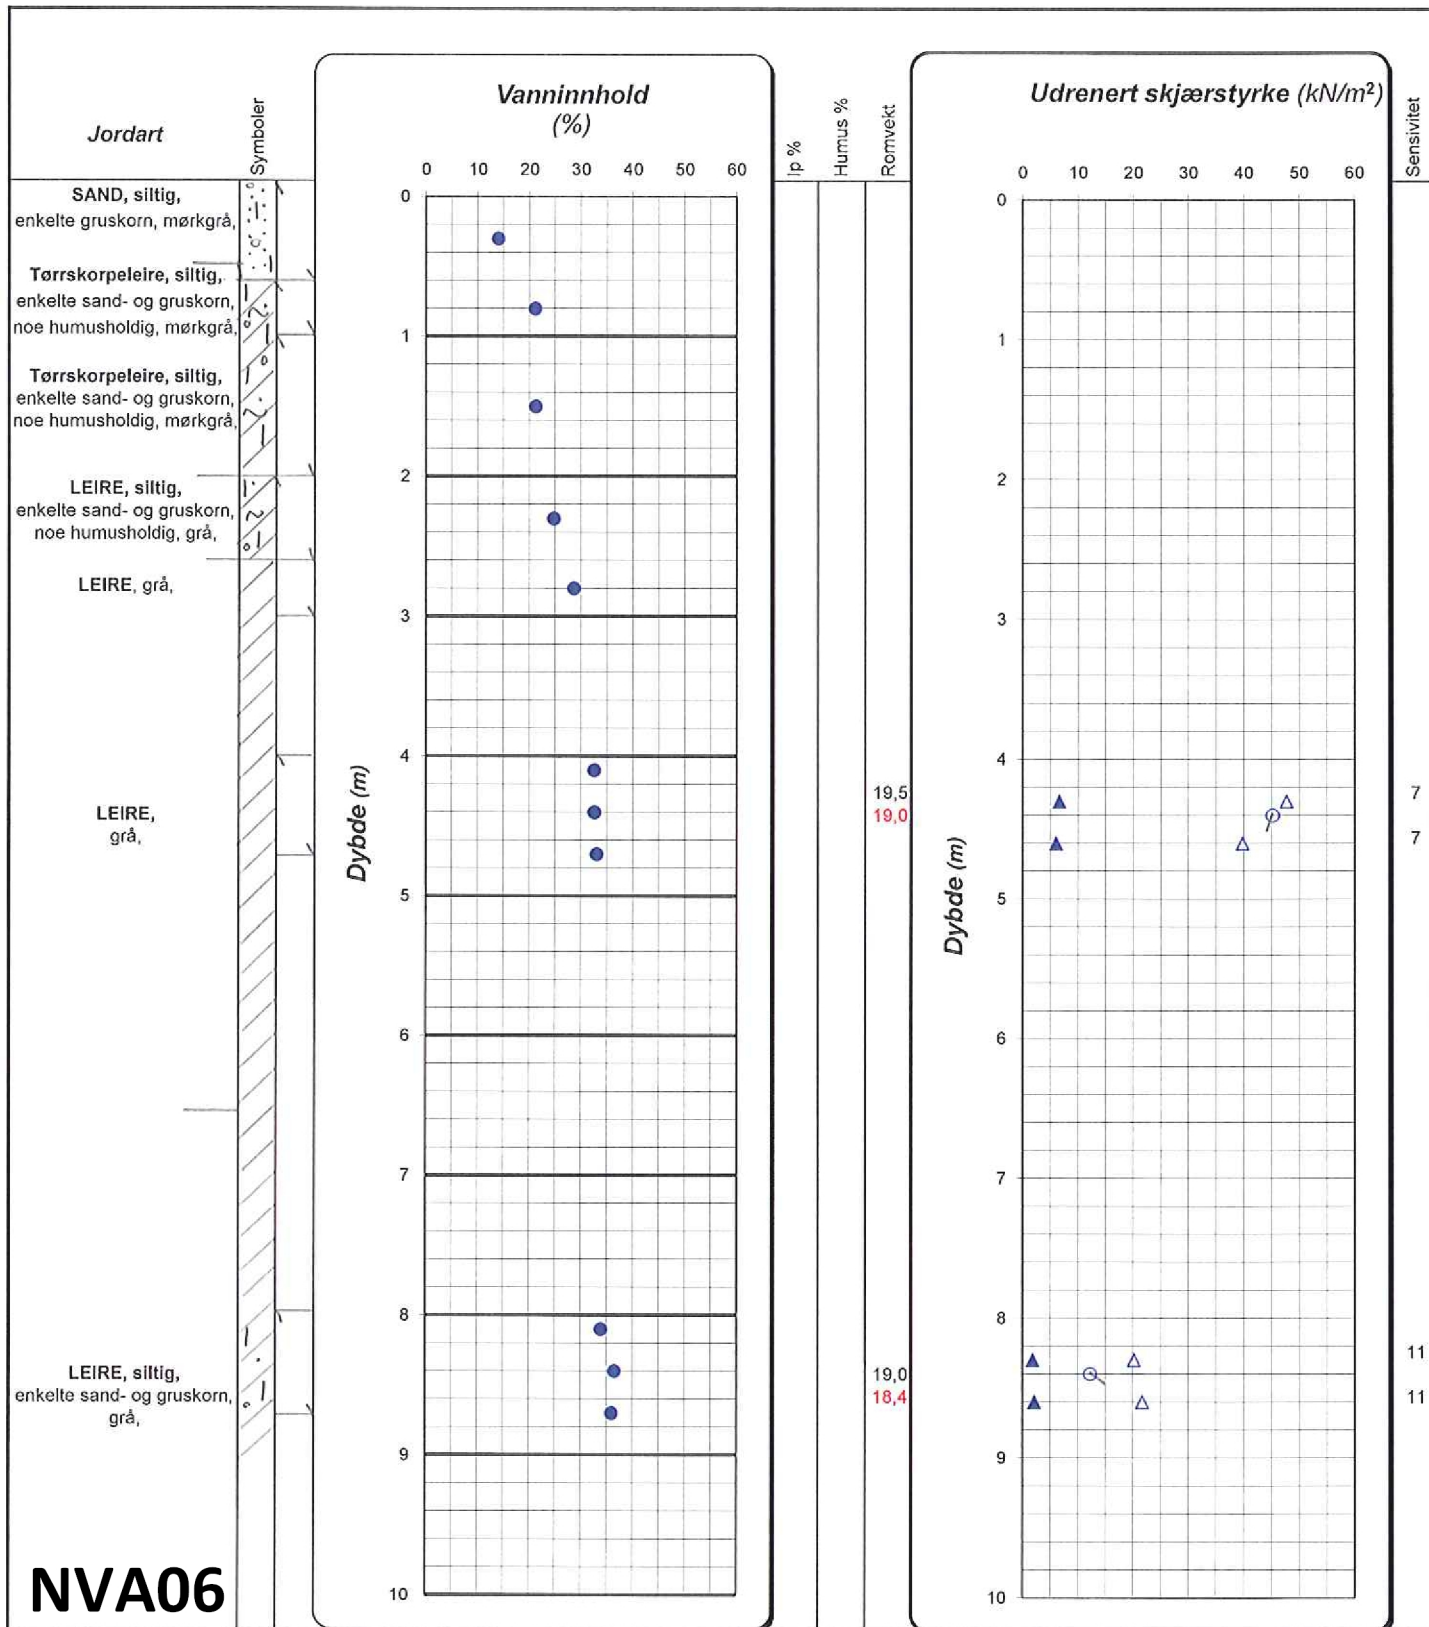 Jordart
Symboler
Vanninnhold
(%)
Ip %
Humus %
Romvekt
Udrenert skjærstyrke (kN/m²)
Sensivitet
0 10 20 30 40 50 60
0 10 20 30 40 50 60
SAND, siltig,
enkelte gruskorn, mørkgrå,
Tørrskorpeleire, siltig,
enkelte sand- og gruskorn,
noe humusholdig, mørkgrå,
Tørrskorpeleire, siltig,
enkelte sand- og gruskorn,
noe humusholdig, mørkgrå,
LEIRE, siltig,
enkelte sand- og gruskorn,
noe humusholdig, grå,
LEIRE, grå,
LEIRE,
grå,
LEIRE, siltig,
enkelte sand- og gruskorn,
grå,
NVA06
Dybde (m)
0
1
2
3
4
5
6
7
8
9
10
19,5
19,0
19,0
18,4
Dybde (m)
0
1
2
3
4
5
6
7
8
9
10
7
7
11
11